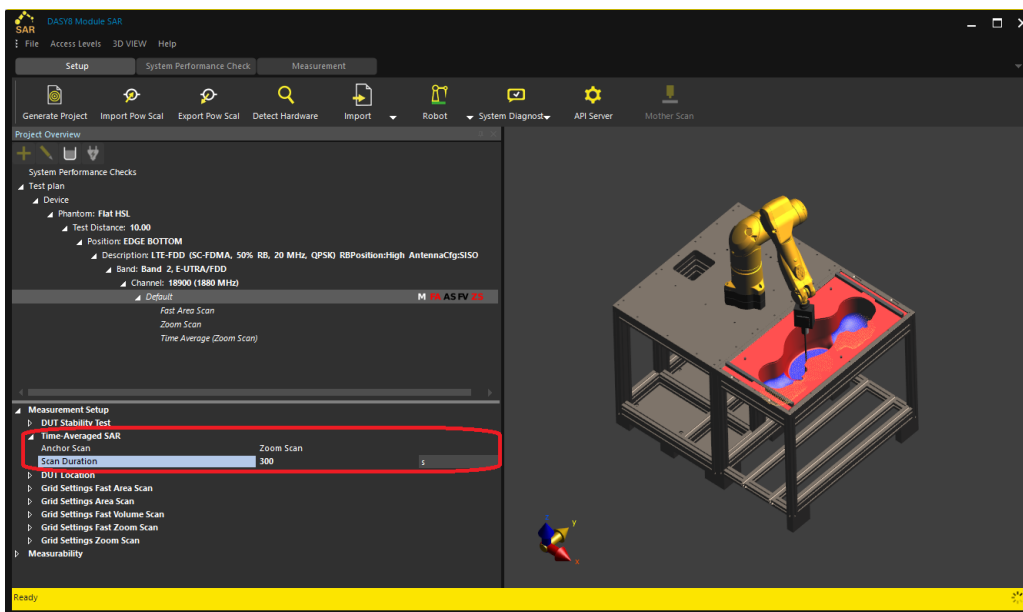 SAR
DASY8 Module SAR
File Access Levels 3D VIEW Help
Setup System Performance Check Measurement
Generate Project Import Pow Scal Export Pow Scal Detect Hardware Import Robot System Diagnost API Server Mother Scan
Project Overview
System Performance Checks
Test plan
Device
Phantom: Flat HSL
Test Distance: 10.00
Position: EDGE BOTTOM
Description: LTE-FDD (SC-FDMA, 50% RB, 20 MHz, QPSK) RBPosition:High AntennaCfg:SISO
Band: Band 2, E-UTRA/FDD
Channel: 18900 (1880 MHz)
Default M FA AS FV ZS
Fast Area Scan
Zoom Scan
Time Average (Zoom Scan)
Measurement Setup
DUT Stability Test
Time-Averaged SAR
Anchor Scan Zoom Scan
Scan Duration 300 s
DUT Location
Grid Settings Fast Area Scan
Grid Settings Area Scan
Grid Settings Fast Volume Scan
Grid Settings Fast Zoom Scan
Grid Settings Zoom Scan
Measurability
y
x
Ready